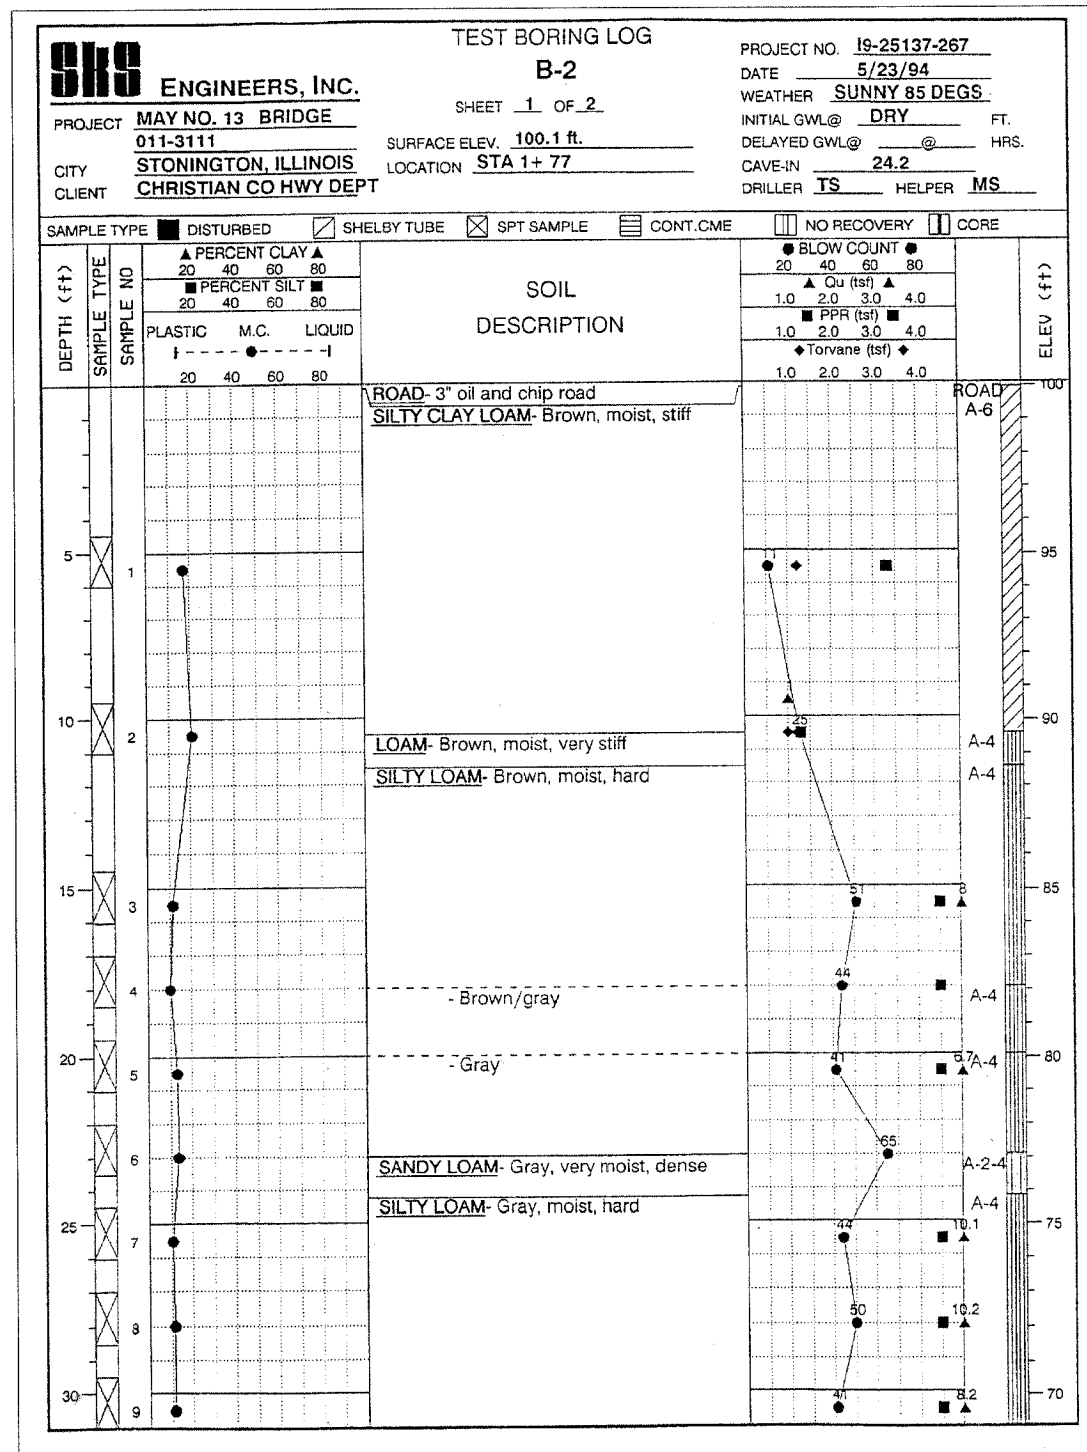 TEST BORING LOG
B-2
SHEET 1 OF 2
SURFACE ELEV. 100.1 ft.
LOCATION STA 1+ 77
SKS ENGINEERS, INC.
PROJECT MAY NO. 13 BRIDGE
011-3111
CITY STONINGTON, ILLINOIS
CLIENT CHRISTIAN CO HWY DEPT
PROJECT NO. I9-25137-267
DATE 5/23/94
WEATHER SUNNY 85 DEGS
INITIAL GWL@ DRY FT.
DELAYED GWL@ @ HRS.
CAVE-IN 24.2
DRILLER TS HELPER MS
SAMPLE TYPE DISTURBED SHELBY TUBE SPT SAMPLE CONT.CME NO RECOVERY CORE
DEPTH (ft)
SAMPLE TYPE
SAMPLE NO
PERCENT CLAY
20 40 60 80
PERCENT SILT
20 40 60 80
PLASTIC M.C. LIQUID
20 40 60 80
SOIL
DESCRIPTION
BLOW COUNT
20 40 60 80
Qu (tsf)
1.0 2.0 3.0 4.0
PPR (tsf)
1.0 2.0 3.0 4.0
Torvane (tsf)
1.0 2.0 3.0 4.0
ELEV (ft)
ROAD- 3" oil and chip road ROAD 100
SILTY CLAY LOAM- Brown, moist, stiff A-6
5 95
1
10 25 90
2 LOAM- Brown, moist, very stiff A-4
SILTY LOAM- Brown, moist, hard A-4
15 51 8 85
3
44
4 - Brown/gray A-4
20 41 6.7 80
5 - Gray A-4
65
6 SANDY LOAM- Gray, very moist, dense A-2-4
SILTY LOAM- Gray, moist, hard A-4
25 44 10.1 75
7
50 10.2
8
30 41 8.2 70
9